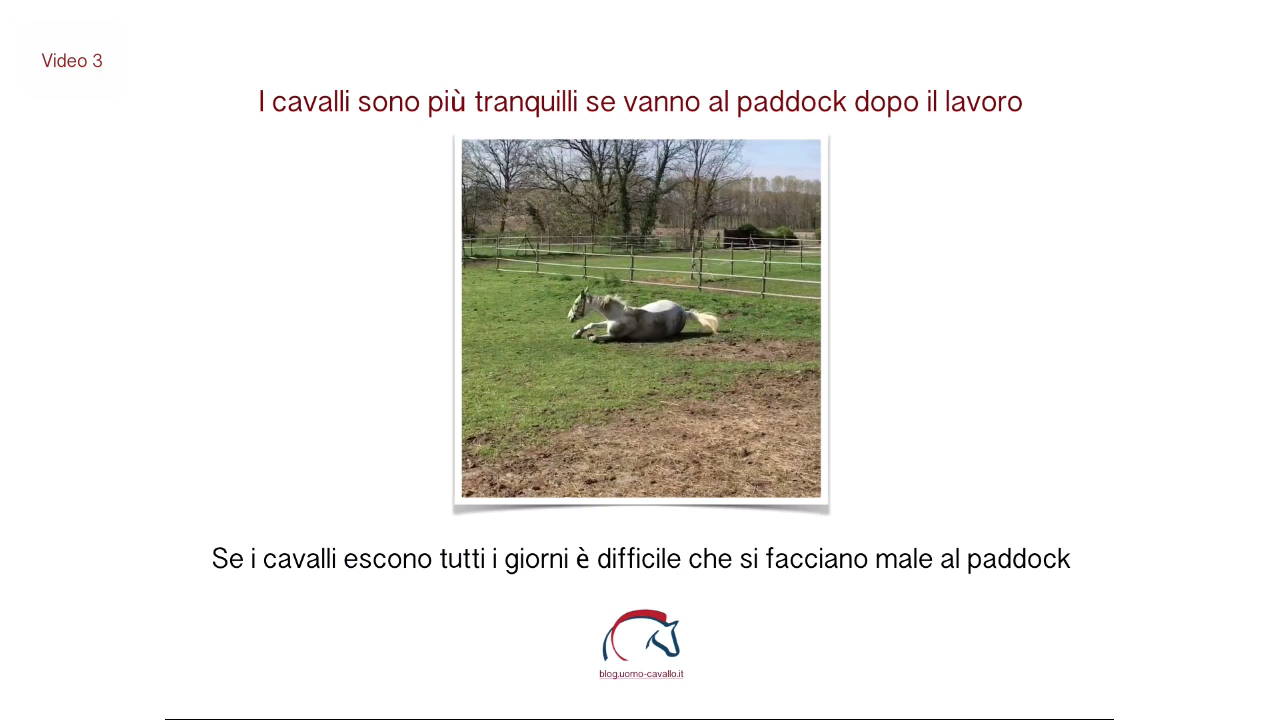 Video 3
I cavalli sono più tranquilli se vanno al paddock dopo il lavoro
Se i cavalli escono tutti i giorni è difficile che si facciano male al paddock
blog.uomo-cavallo.it